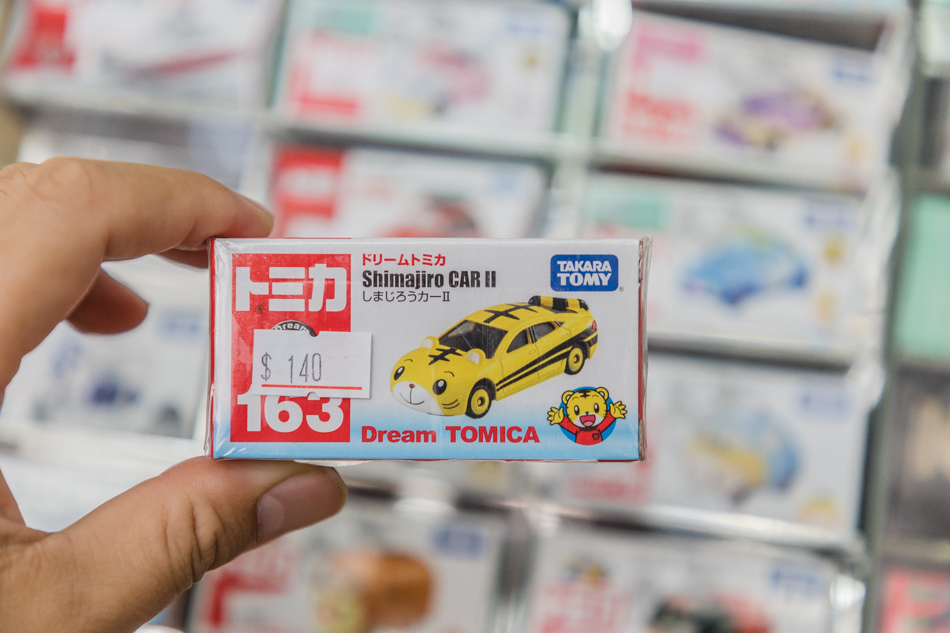 トミカ
ドリームトミカ
Shimajiro CAR II
しまじろうカーII
TAKARA
TOMY
Dream
$ 140
163
Dream TOMICA